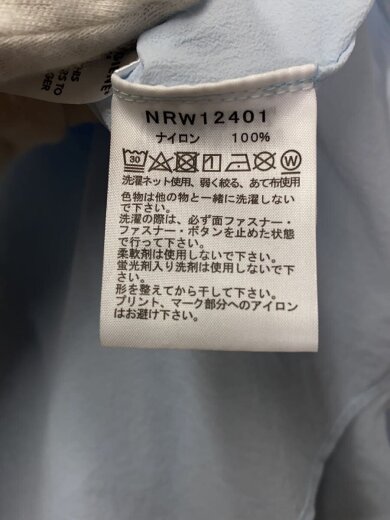 NRW12401
ナイロン 100%
30
W
洗濯ネット使用、弱く絞る、あて布使用
色物は他の物と一緒に洗濯しない
で下さい。
洗濯の際は、必ず面ファスナー・
ファスナー・ボタンを止めた状態
で行って下さい。
柔軟剤は使用しないで下さい。
蛍光剤入り洗剤は使用しないで下
さい。
形を整えてから干して下さい。
プリント、マーク部分へのアイロン
はお避け下さい。